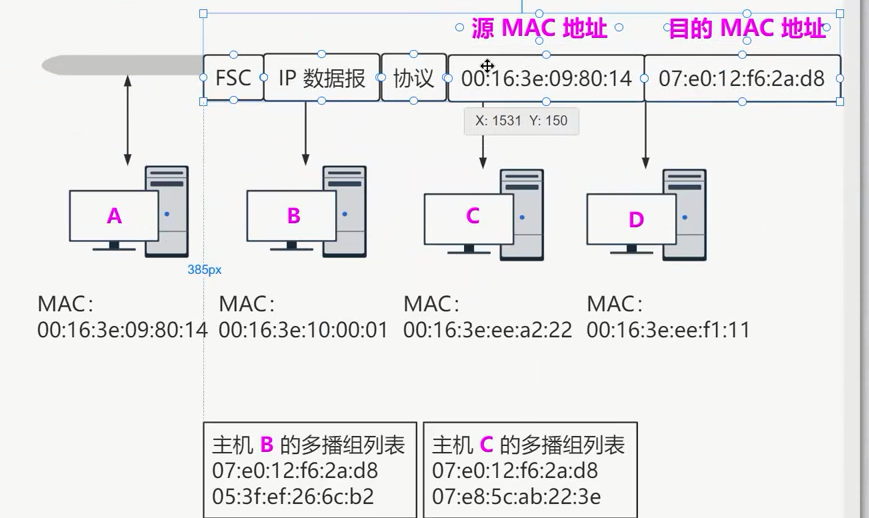 源 MAC 地址 目的 MAC 地址
FSC IP 数据报 协议 00:16:3e:09:80:14 07:e0:12:f6:2a:d8
X: 1531 Y: 150
A B C D
385px
MAC: MAC: MAC: MAC:
00:16:3e:09:80:14 00:16:3e:10:00:01 00:16:3e:ee:a2:22 00:16:3e:ee:f1:11
主机 B 的多播组列表
07:e0:12:f6:2a:d8
05:3f:ef:26:6c:b2
主机 C 的多播组列表
07:e0:12:f6:2a:d8
07:e8:5c:ab:22:3e